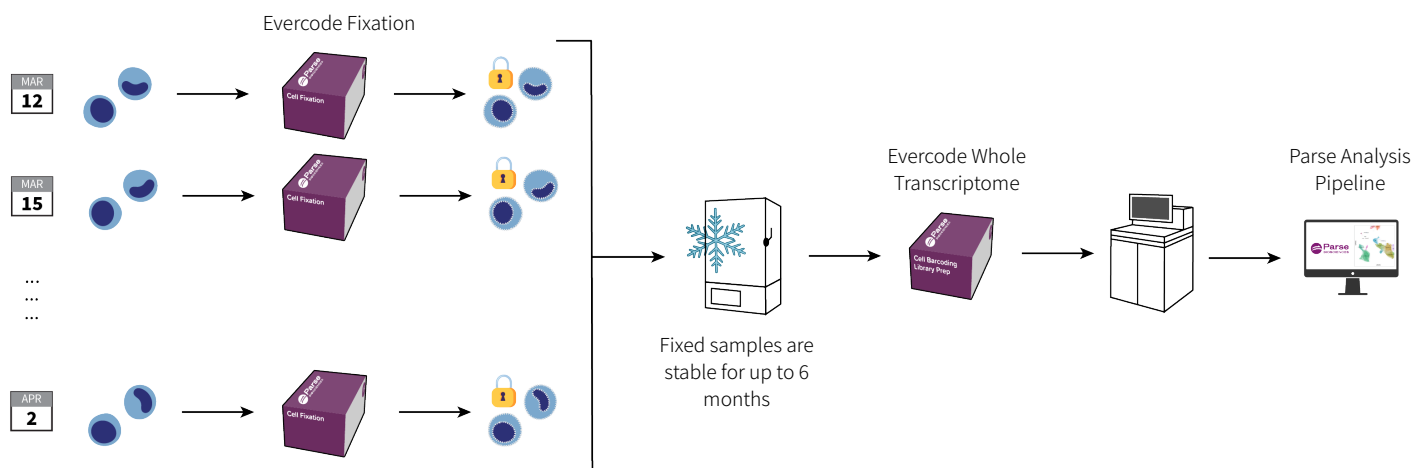 Evercode Fixation
MAR
12
Parse
Cell Fixation
MAR
15
Parse
Cell Fixation
...
...
...
APR
2
Parse
Cell Fixation
Fixed samples are
stable for up to 6
months
Evercode Whole
Transcriptome
Parse
Cell Barcoding
Library Prep
Parse Analysis
Pipeline
Parse